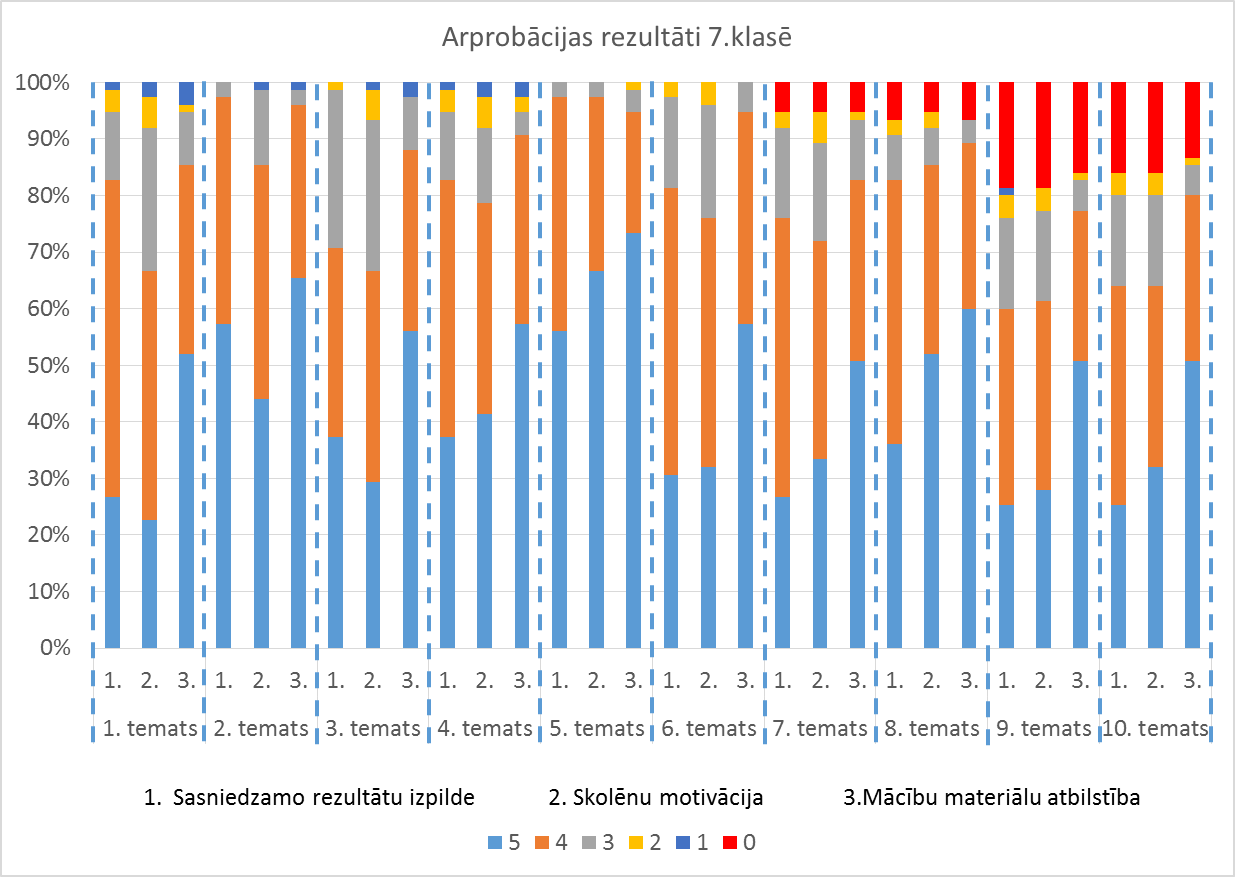 Arprobācijas rezultāti 7.klasē
100%
90%
80%
70%
60%
50%
40%
30%
20%
10%
0%
1. 2. 3. 1. 2. 3. 1. 2. 3. 1. 2. 3. 1. 2. 3. 1. 2. 3. 1. 2. 3. 1. 2. 3. 1. 2. 3. 1. 2. 3.
1. temats 2. temats 3. temats 4. temats 5. temats 6. temats 7. temats 8. temats 9. temats 10. temats
1. Sasniedzamo rezultātu izpilde 2. Skolēnu motivācija 3.Mācību materiālu atbilstība
5 4 3 2 1 0